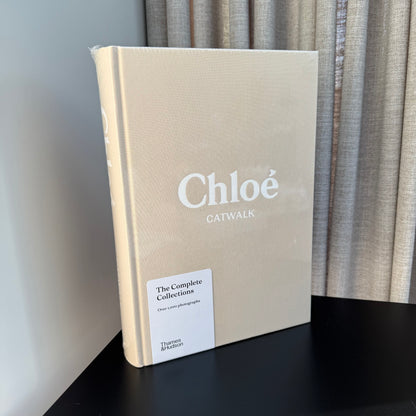 Chloé
CATWALK
The Complete
Collections
Over 1,000 photographs
Thames
&Hudson